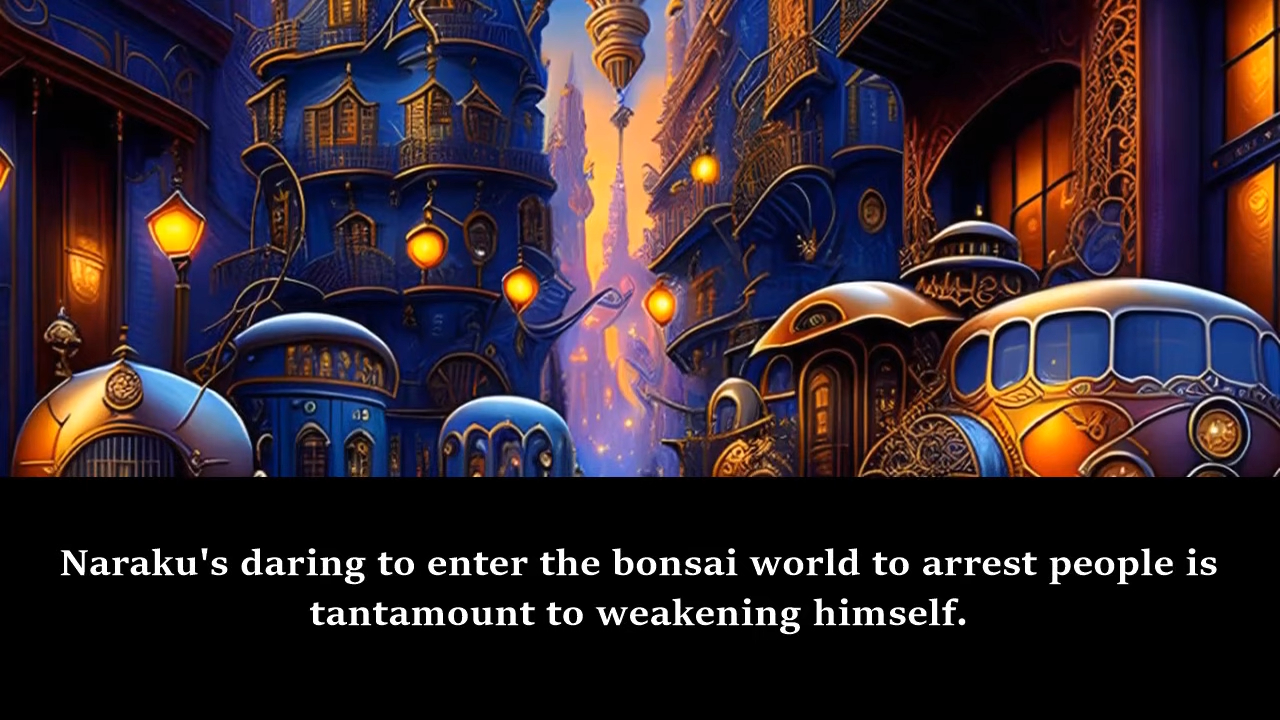 Naraku's daring to enter the bonsai world to arrest people is
tantamount to weakening himself.